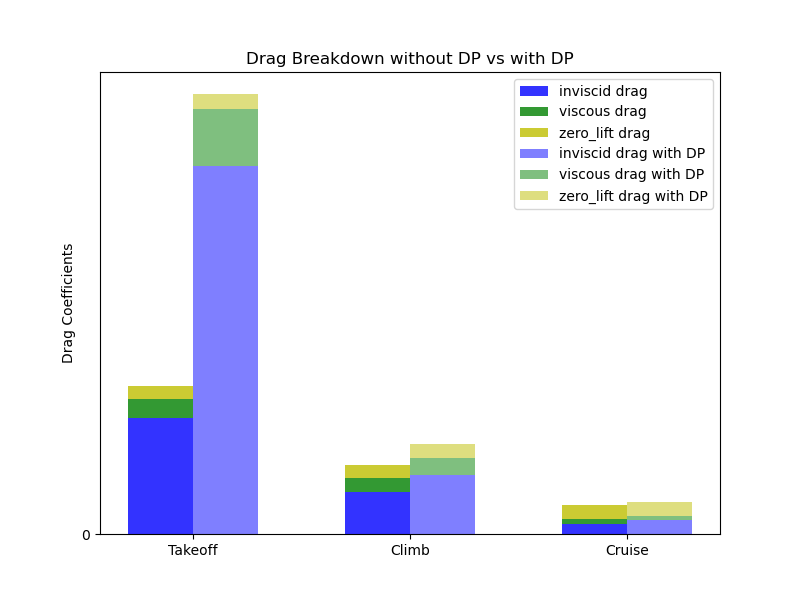 Drag Breakdown without DP vs with DP
inviscid drag
viscous drag
zero_lift drag
inviscid drag with DP
viscous drag with DP
zero_lift drag with DP
Drag Coefficients
0
Takeoff
Climb
Cruise